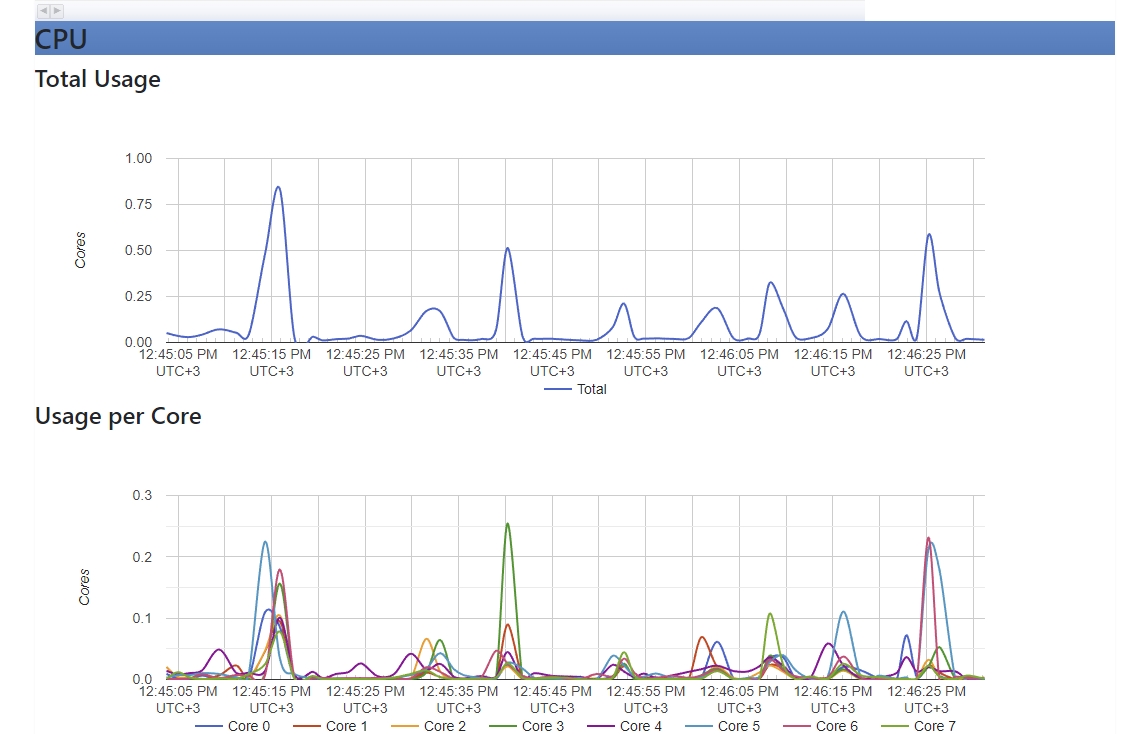 CPU
Total Usage
1.00
0.75
0.50
0.25
0.00
Cores
12:45:05 PM 12:45:15 PM 12:45:25 PM 12:45:35 PM 12:45:45 PM 12:45:55 PM 12:46:05 PM 12:46:15 PM 12:46:25 PM
UTC+3 UTC+3 UTC+3 UTC+3 UTC+3 UTC+3 UTC+3 UTC+3 UTC+3
Total
Usage per Core
0.3
0.2
0.1
0.0
Cores
12:45:05 PM 12:45:15 PM 12:45:25 PM 12:45:35 PM 12:45:45 PM 12:45:55 PM 12:46:05 PM 12:46:15 PM 12:46:25 PM
UTC+3 UTC+3 UTC+3 UTC+3 UTC+3 UTC+3 UTC+3 UTC+3 UTC+3
Core 0 Core 1 Core 2 Core 3 Core 4 Core 5 Core 6 Core 7